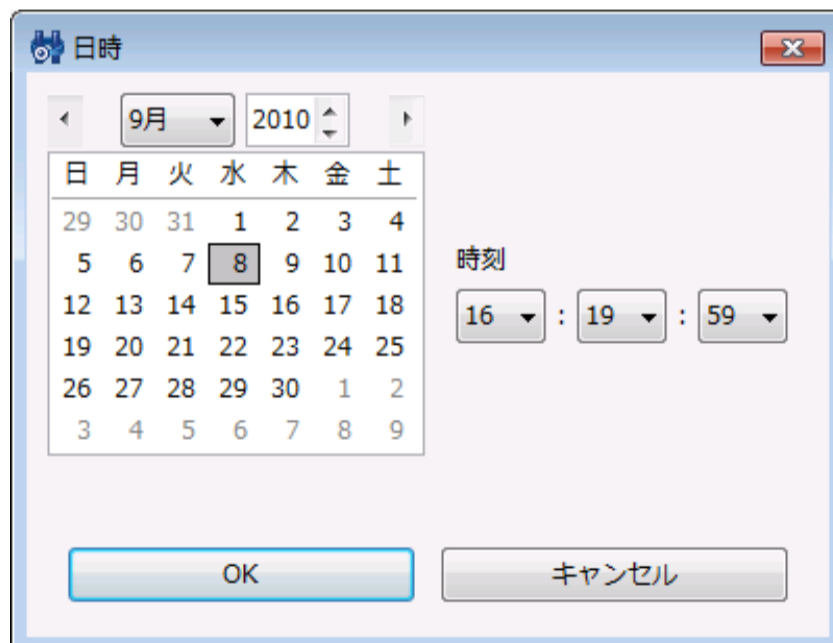 日時
9月 2010
日 月 火 水 木 金 土
29 30 31 1 2 3 4
5 6 7 8 9 10 11
12 13 14 15 16 17 18
19 20 21 22 23 24 25
26 27 28 29 30 1 2
3 4 5 6 7 8 9
時刻
16 : 19 : 59
OK キャンセル